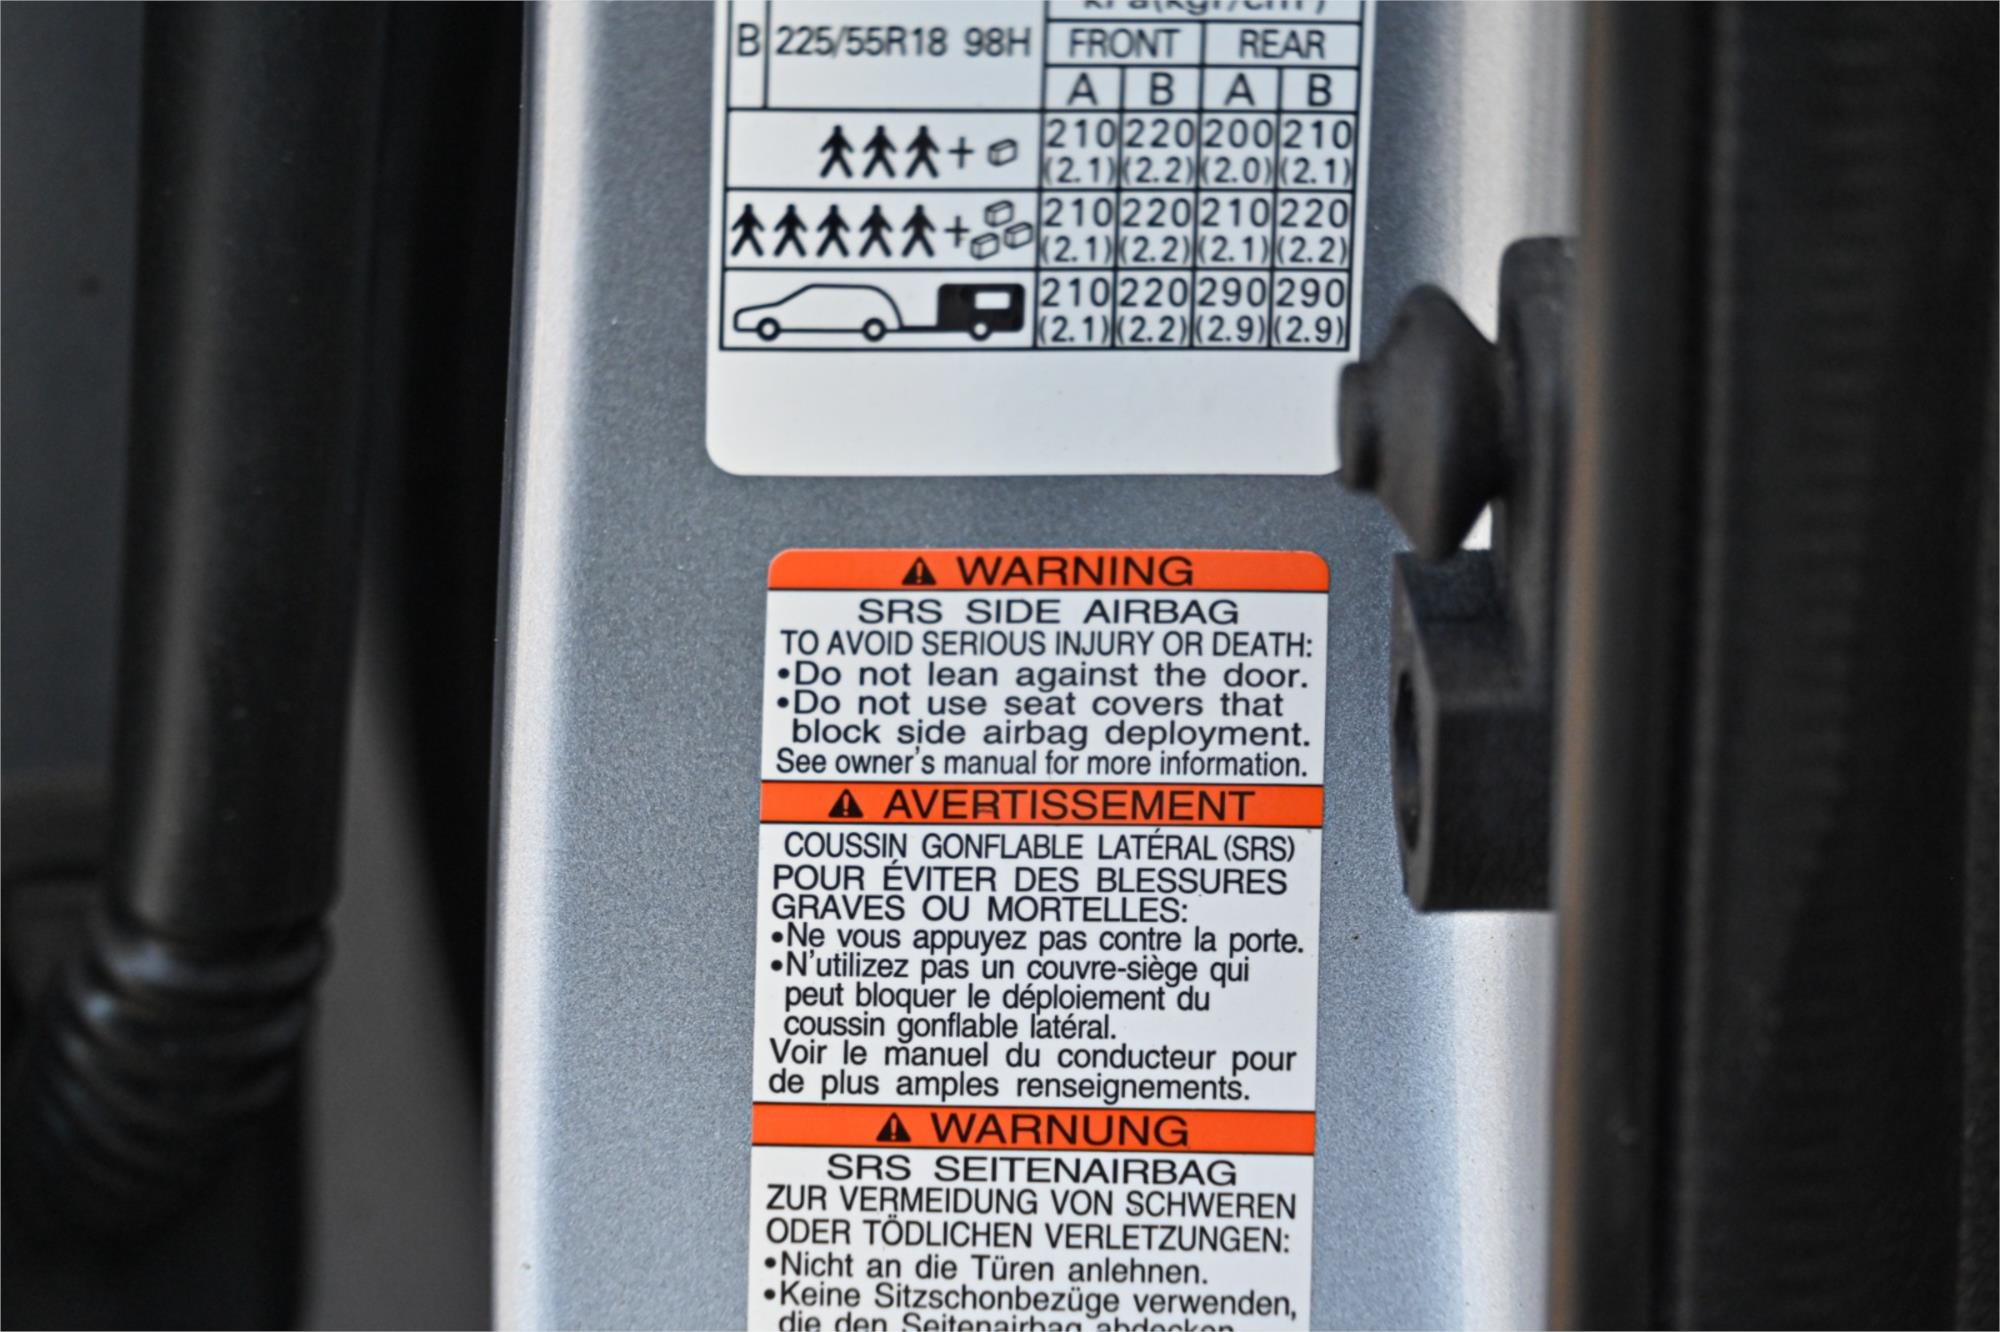 kPa(kgf/cm²)
B 225/55R18 98H FRONT REAR
A B A B
+ 210 220 200 210
(2.1) (2.2) (2.0) (2.1)
+ 210 220 210 220
(2.1) (2.2) (2.1) (2.2)
210 220 290 290
(2.1) (2.2) (2.9) (2.9)
WARNING
SRS SIDE AIRBAG
TO AVOID SERIOUS INJURY OR DEATH:
•Do not lean against the door.
•Do not use seat covers that
block side airbag deployment.
See owner's manual for more information.
AVERTISSEMENT
COUSSIN GONFLABLE LATÉRAL (SRS)
POUR ÉVITER DES BLESSURES
GRAVES OU MORTELLES:
•Ne vous appuyez pas contre la porte.
•N'utilizez pas un couvre-siège qui
peut bloquer le déploiement du
coussin gonflable latéral.
Voir le manuel du conducteur pour
de plus amples renseignements.
WARNUNG
SRS SEITENAIRBAG
ZUR VERMEIDUNG VON SCHWEREN
ODER TÖDLICHEN VERLETZUNGEN:
•Nicht an die Türen anlehnen.
•Keine Sitzschonbezüge verwenden,
die den Seitenairbag abdecken.